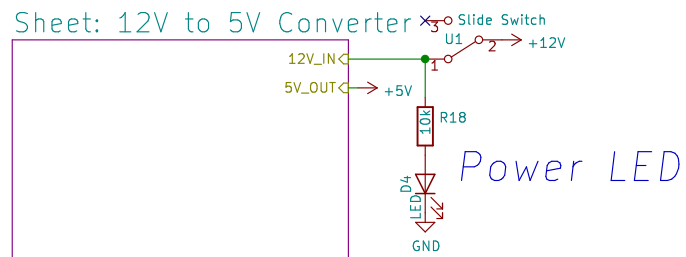 Sheet: 12V to 5V Converter
3 Slide Switch
U1
12V_IN
1
2
+12V
5V_OUT
+5V
10k
R18
Power LED
D4
LED
GND